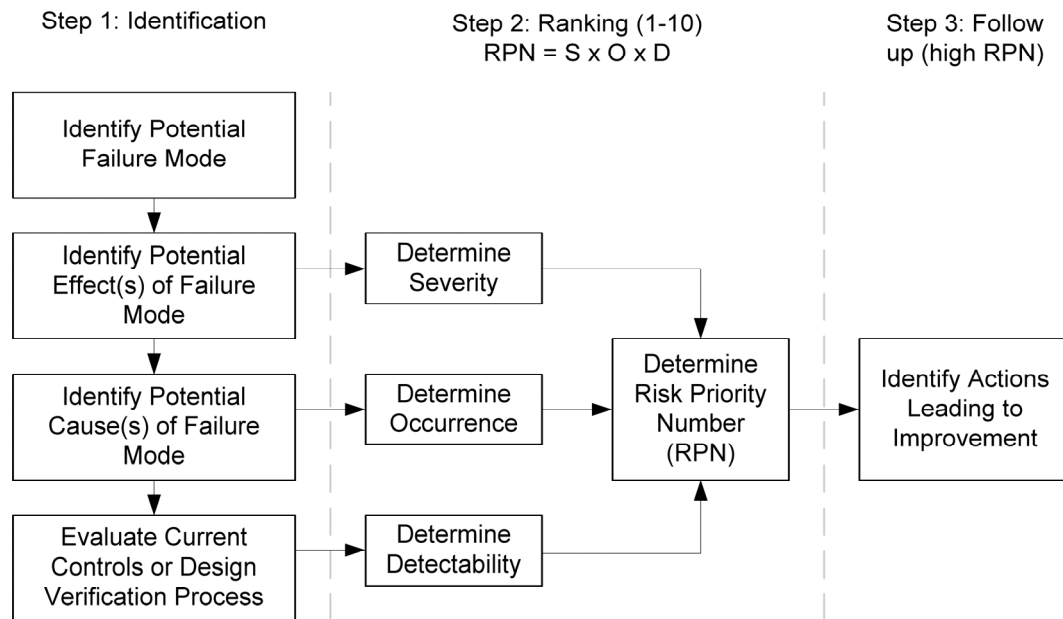 Step 1: Identification
Step 2: Ranking (1-10)
RPN = S x O x D
Step 3: Follow
up (high RPN)
Identify Potential
Failure Mode
Identify Potential
Effect(s) of Failure
Mode
Identify Potential
Cause(s) of Failure
Mode
Evaluate Current
Controls or Design
Verification Process
Determine
Severity
Determine
Occurrence
Determine
Detectability
Determine
Risk Priority
Number
(RPN)
Identify Actions
Leading to
Improvement